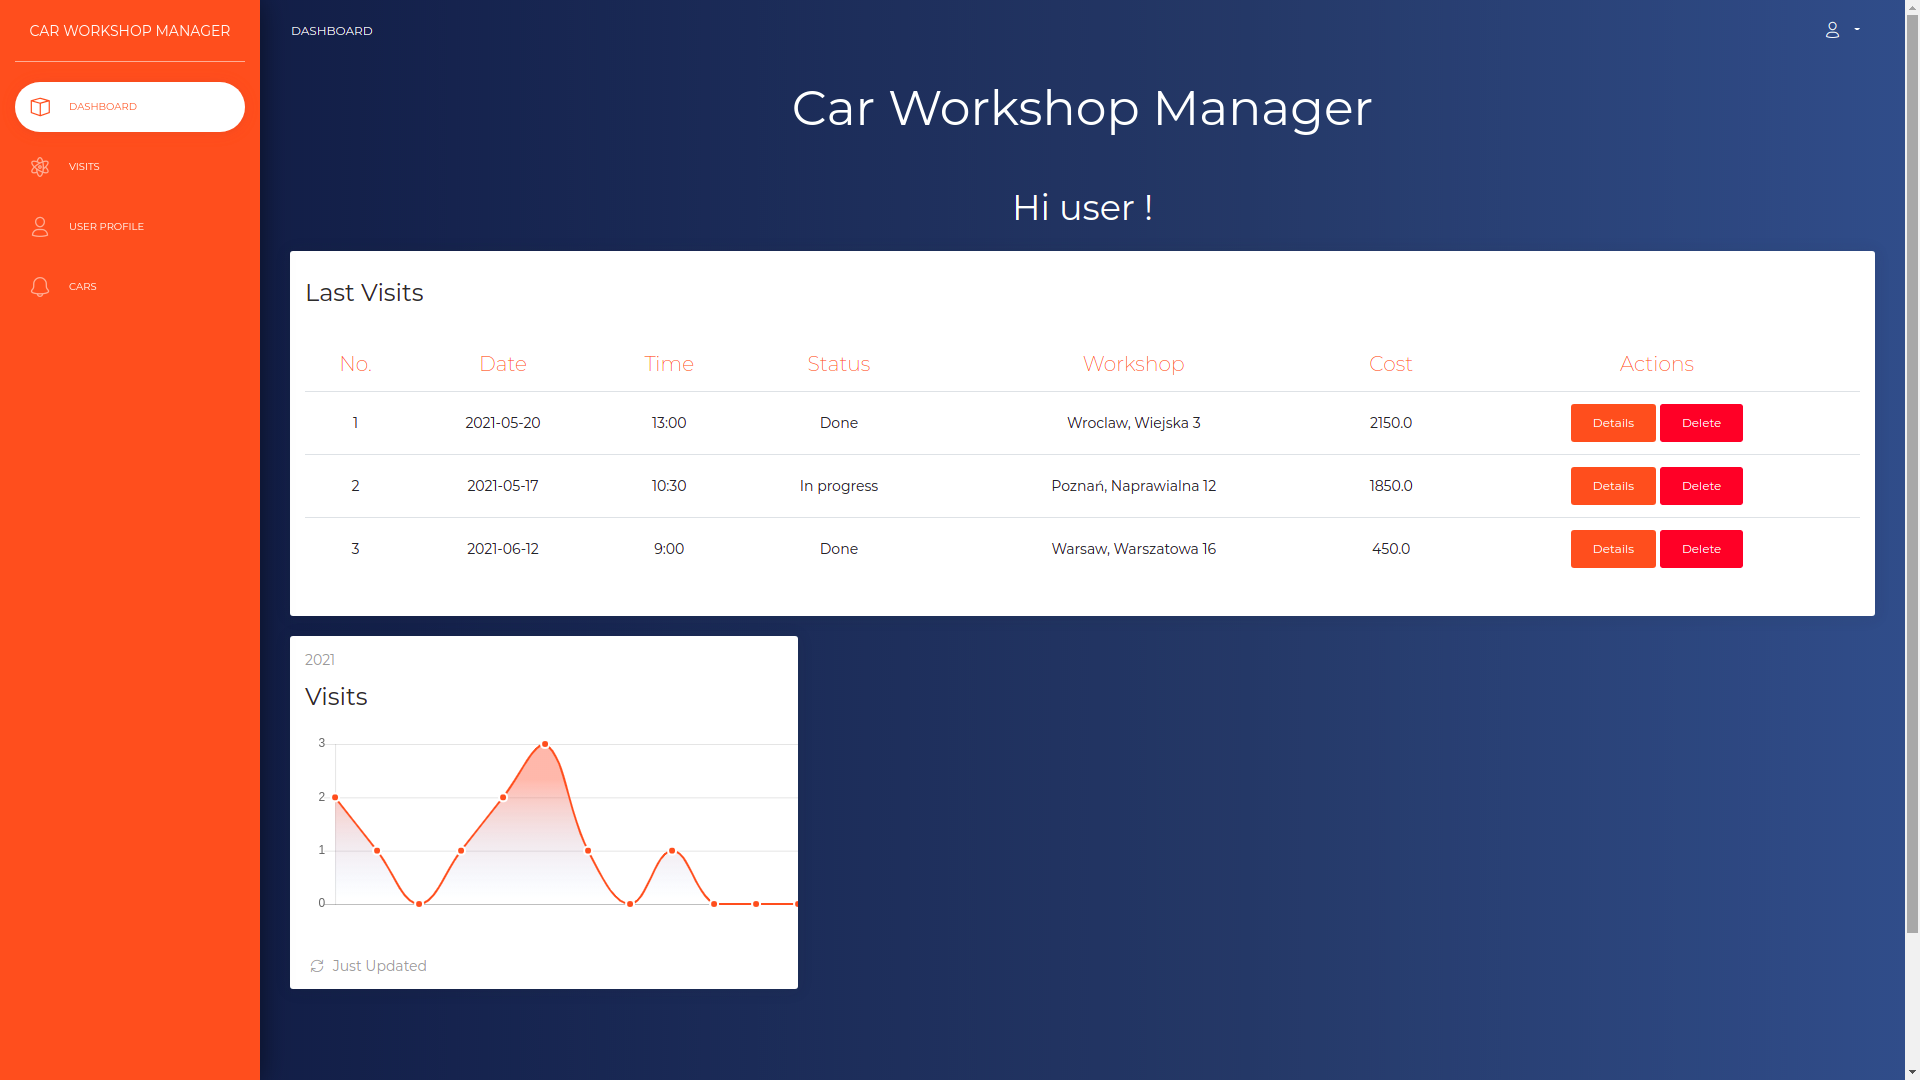 CAR WORKSHOP MANAGER
DASHBOARD
VISITS
USER PROFILE
CARS
DASHBOARD
Car Workshop Manager
Hi user !
Last Visits
No. Date Time Status Workshop Cost Actions
1 2021-05-20 13:00 Done Wroclaw, Wiejska 3 2150.0 Details Delete
2 2021-05-17 10:30 In progress Poznań, Naprawialna 12 1850.0 Details Delete
3 2021-06-12 9:00 Done Warsaw, Warszatowa 16 450.0 Details Delete
2021
Visits
3
2
1
0
Just Updated